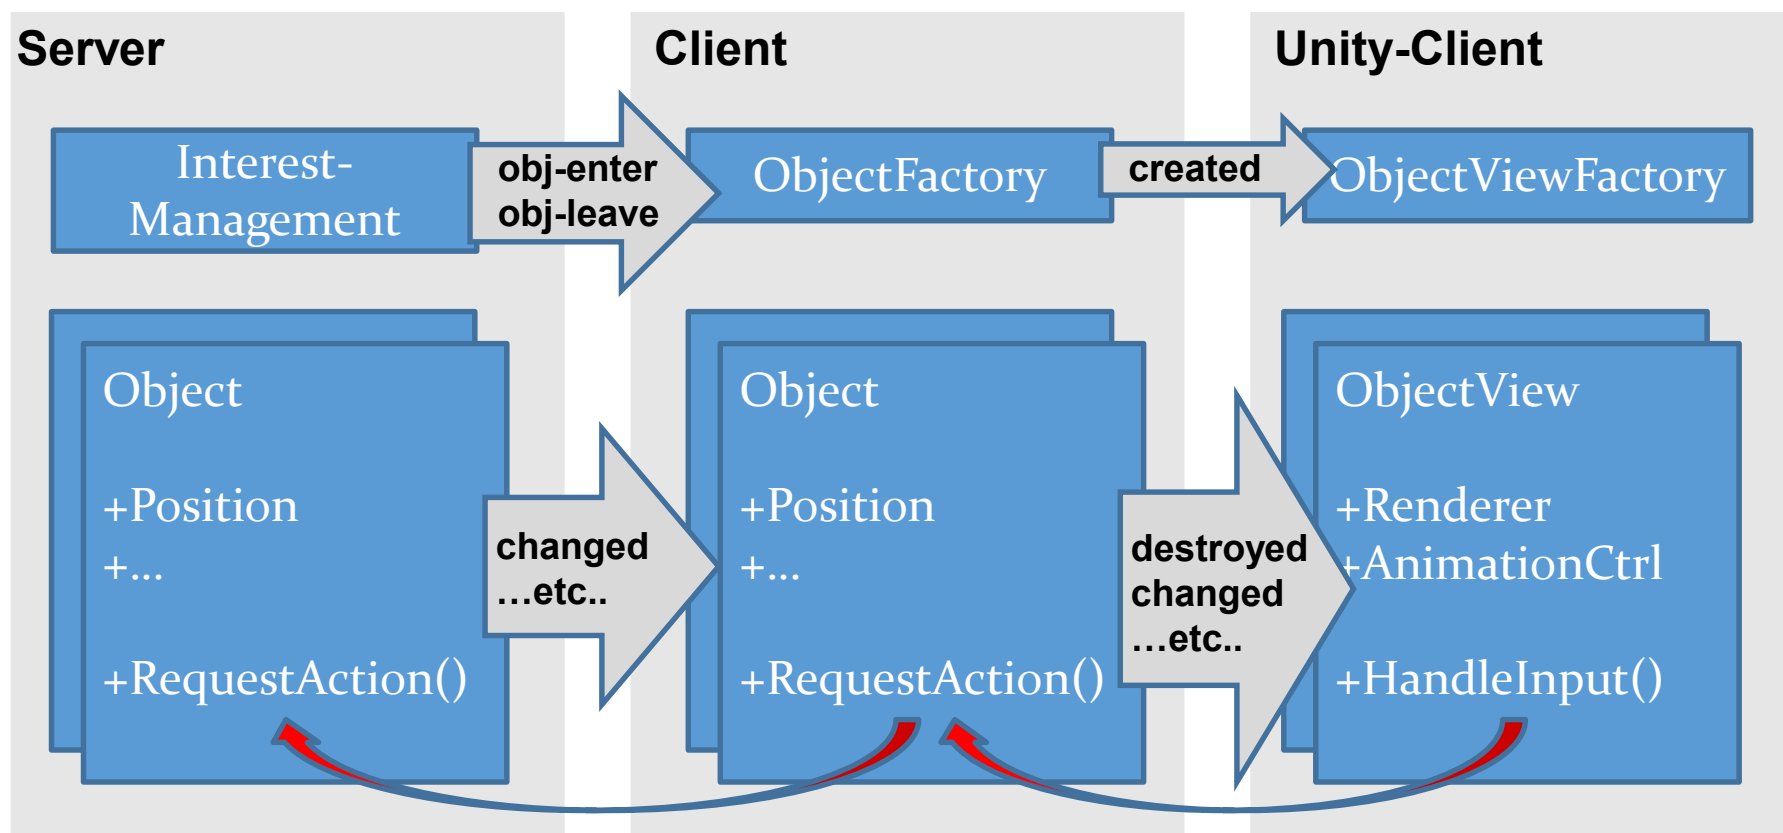 Server
Client
Unity-Client
Interest-
Management
obj-enter
obj-leave
ObjectFactory
created
ObjectViewFactory
Object
+Position
+...
+RequestAction()
changed
...etc..
Object
+Position
+...
+RequestAction()
destroyed
changed
...etc..
ObjectView
+Renderer
+AnimationCtrl
+HandleInput()